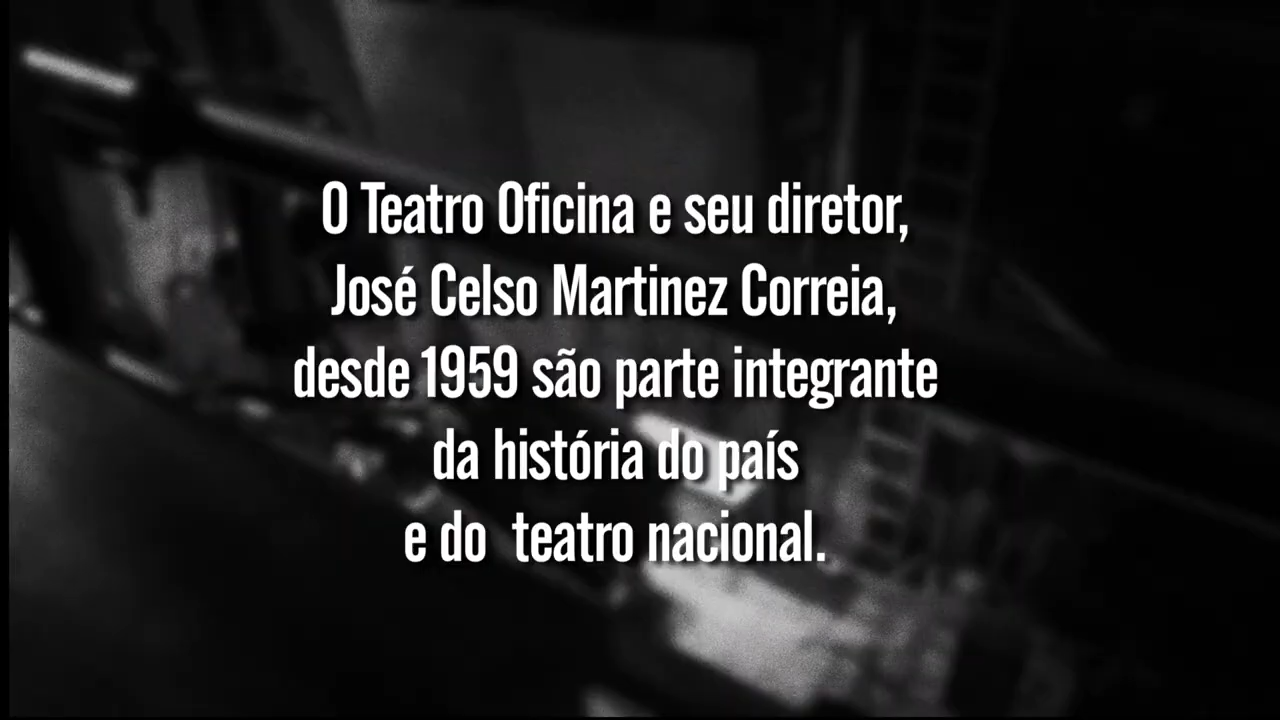 O Teatro Oficina e seu diretor,
José Celso Martinez Correia,
desde 1959 são parte integrante
da história do país
e do  teatro nacional.